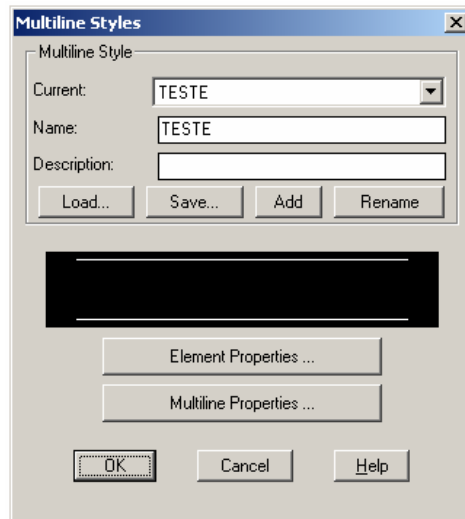 Multiline Styles
Multiline Style
Current: TESTE
Name: TESTE
Description:
Load... Save... Add Rename
Element Properties ...
Multiline Properties ...
OK Cancel Help